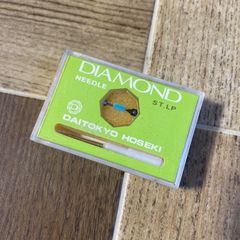 DIAMOND
NEEDLE
ST. LP
DAITOKYO HOSEKI